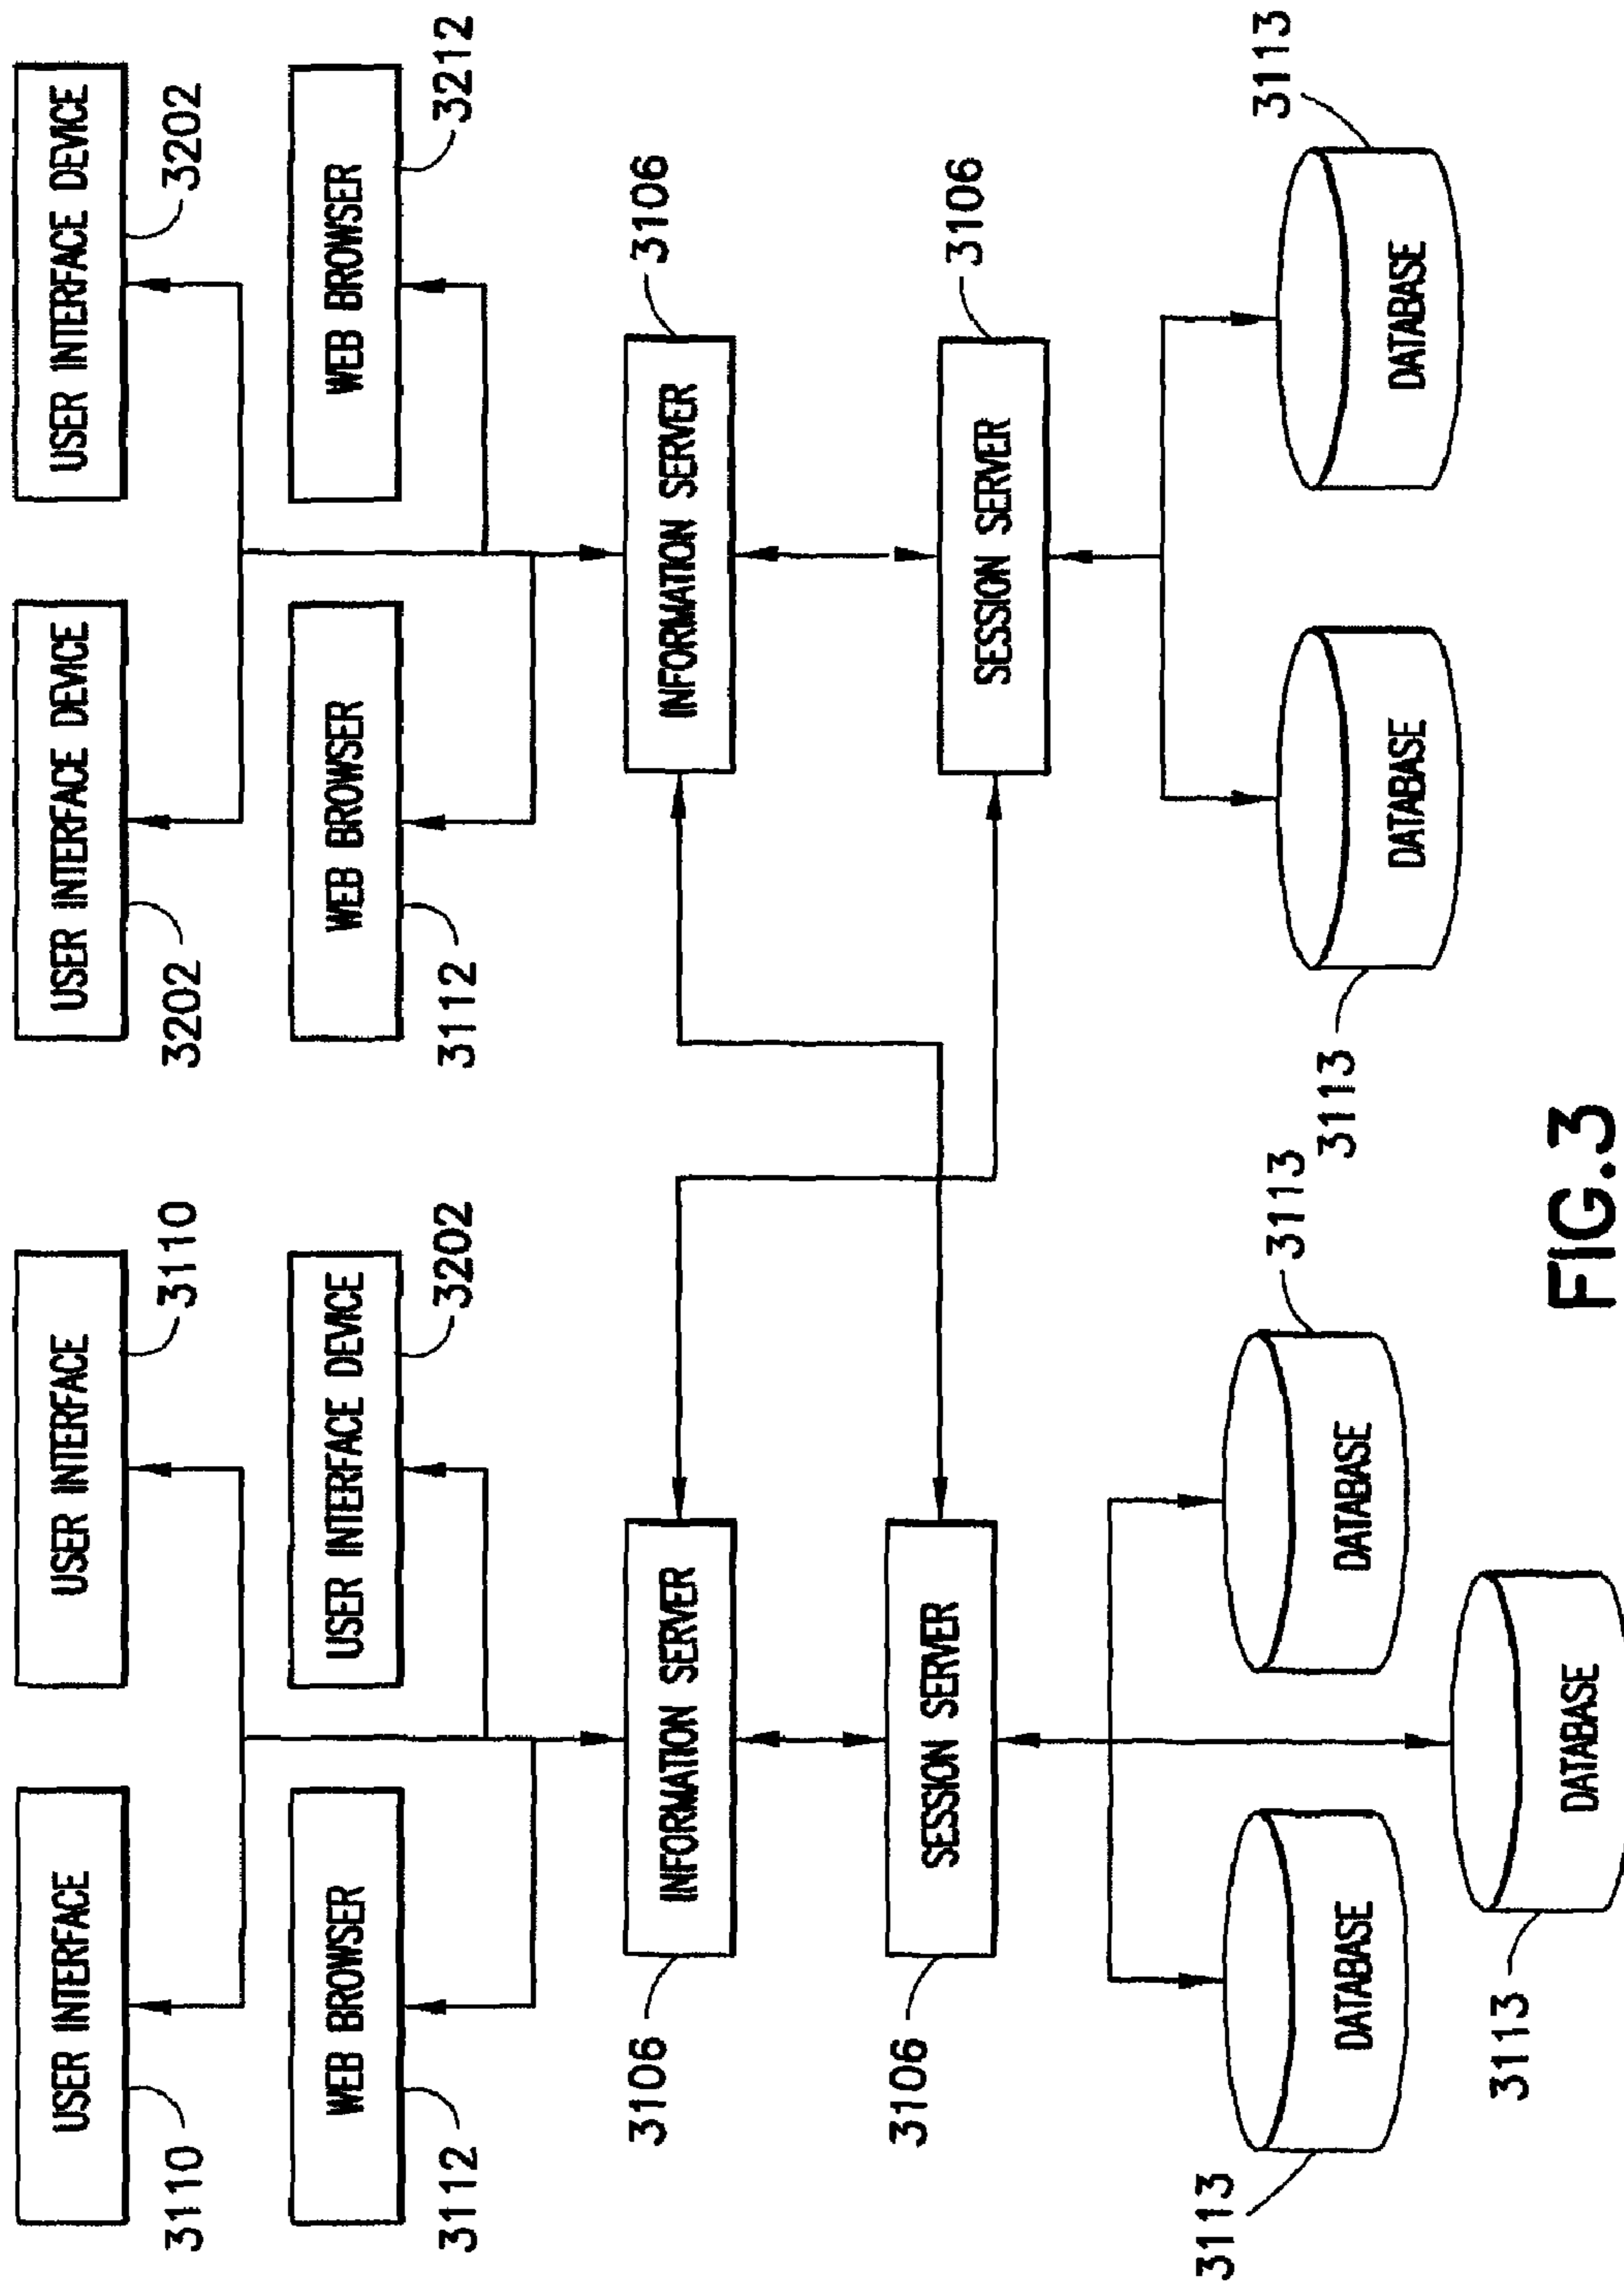 USER INTERFACE
3110
USER INTERFACE
3110
USER INTERFACE DEVICE
3202
USER INTERFACE DEVICE
3202
WEB BROWSER
3112
USER INTERFACE DEVICE
3202
WEB BROWSER
3112
WEB BROWSER
3212
INFORMATION SERVER
3106
INFORMATION SERVER
3106
SESSION SERVER
3106
SESSION SERVER
3106
DATABASE
3113
DATABASE
3113
DATABASE
3113
DATABASE
3113
DATABASE
3113
FIG.3